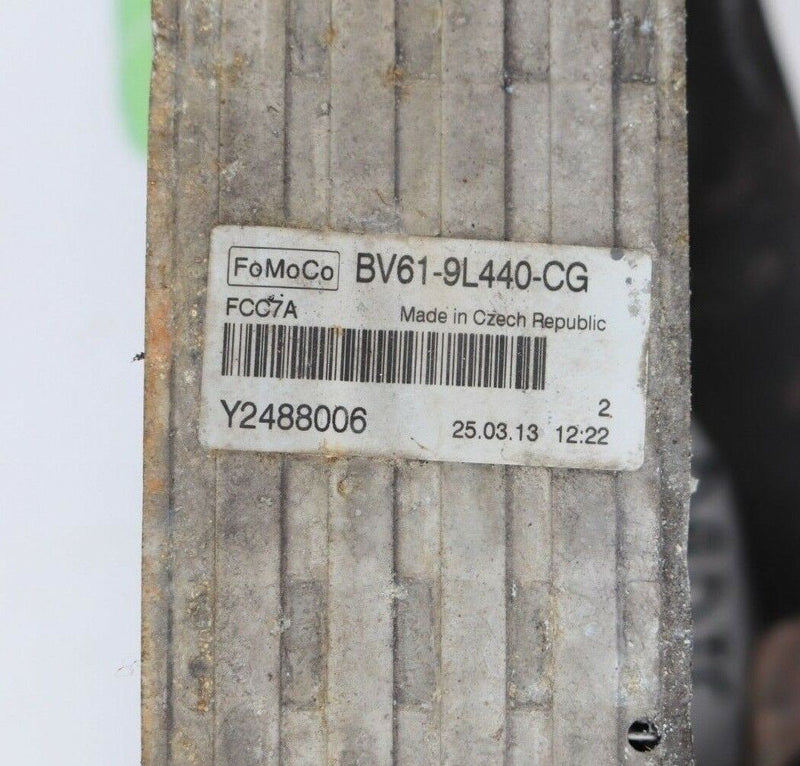 FoMoCo BV61-9L440-CG
FCC7A Made in Czech Republic
2
Y2488006 25.03.13 12:22